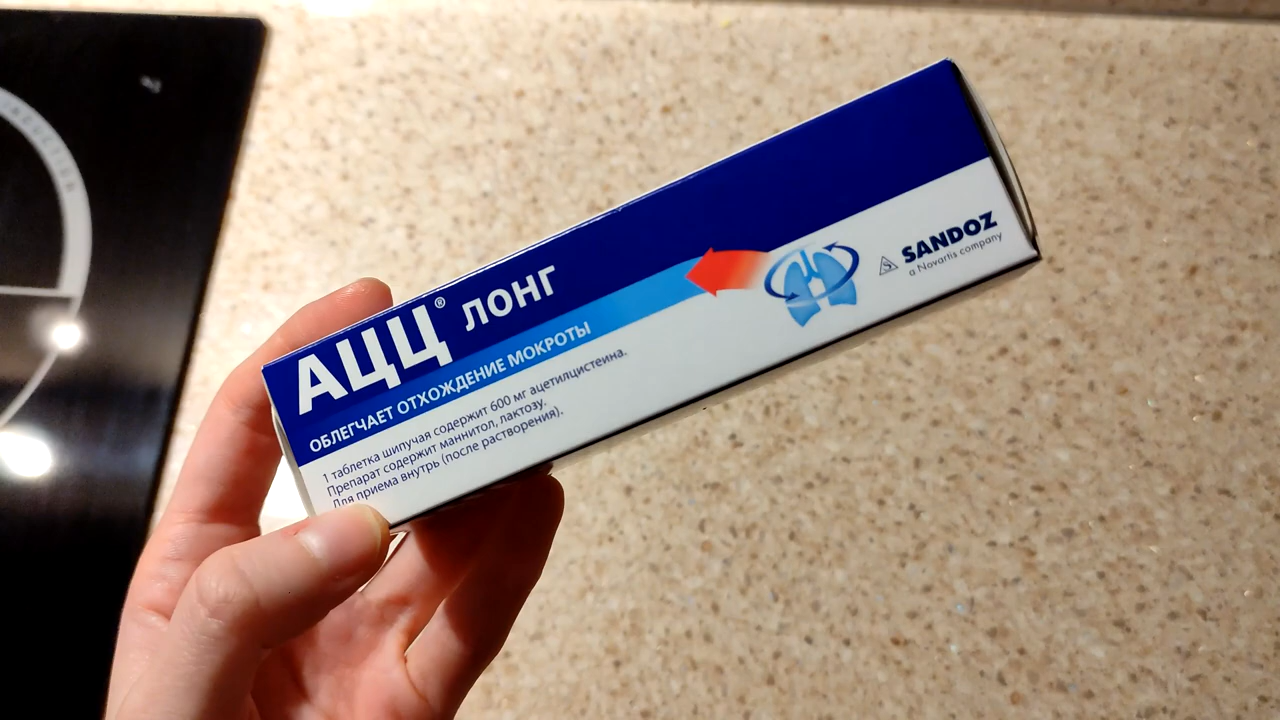 АЦЦ® ЛОНГ
ОБЛЕГЧАЕТ ОТХОЖДЕНИЕ МОКРОТЫ
1 таблетка шипучая содержит 600 мг ацетилцистеина.
Препарат содержит маннитол, лактозу.
Для приема внутрь (после растворения).
SANDOZ
a Novartis company